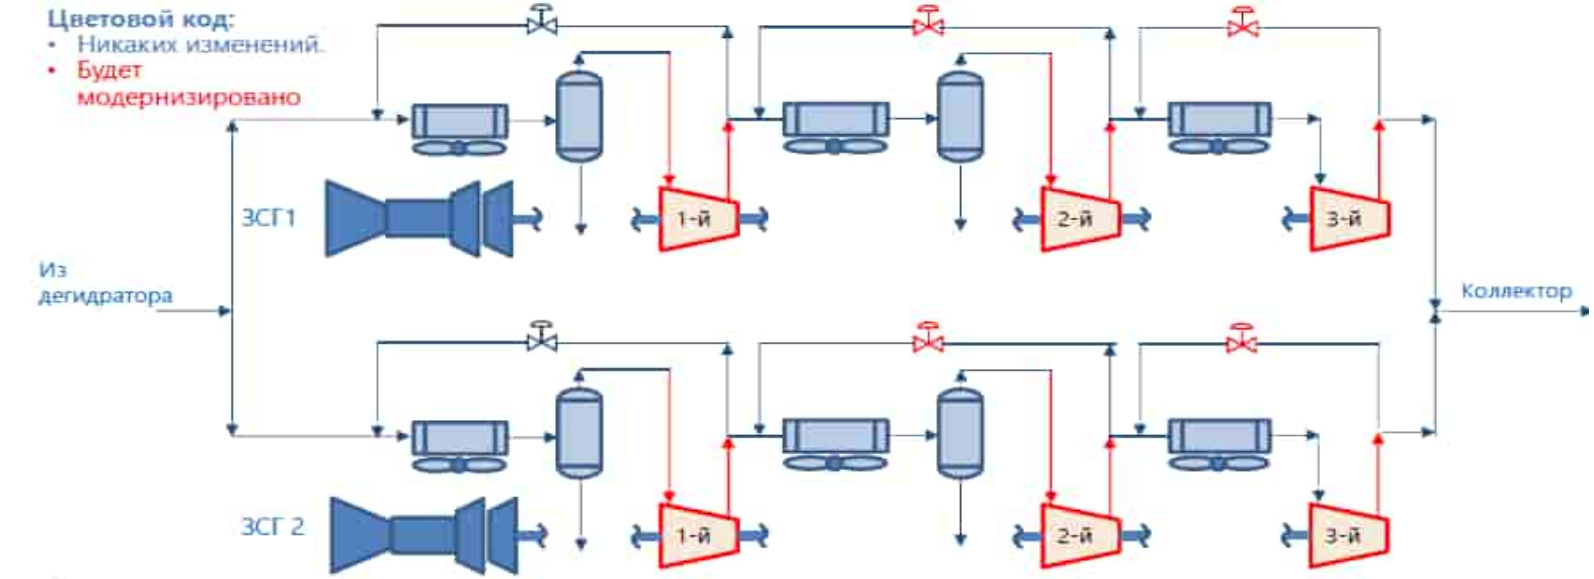 Цветовой код:
• Никаких изменений.
• Будет
модернизировано
ЗСГ1
1-й
2-й
3-й
Из
дегидратора
Коллектор
ЗСГ 2
1-й
2-й
3-й